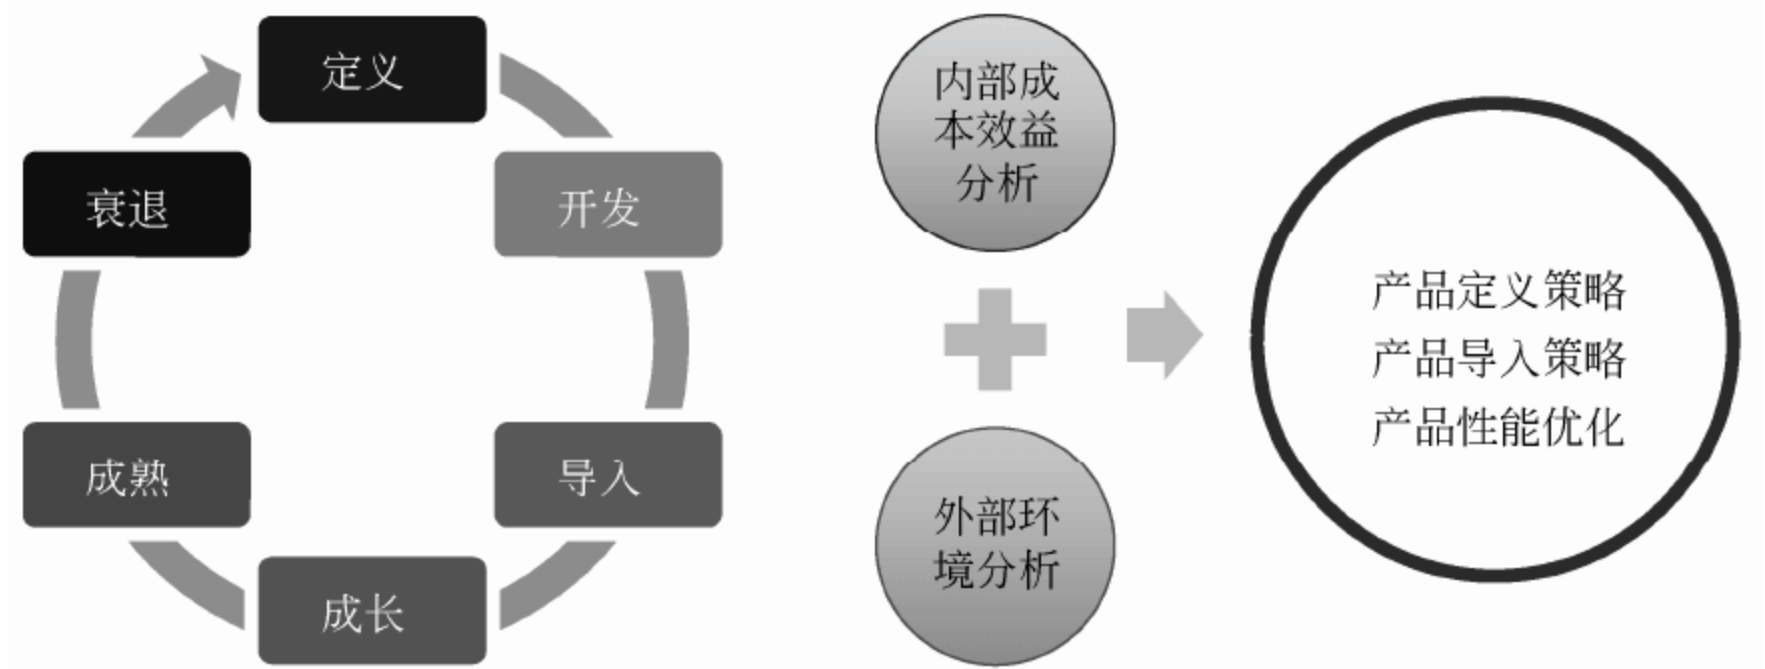 定义
开发
导入
成长
成熟
衰退
内部成
本效益
分析
外部环
境分析
产品定义策略
产品导入策略
产品性能优化